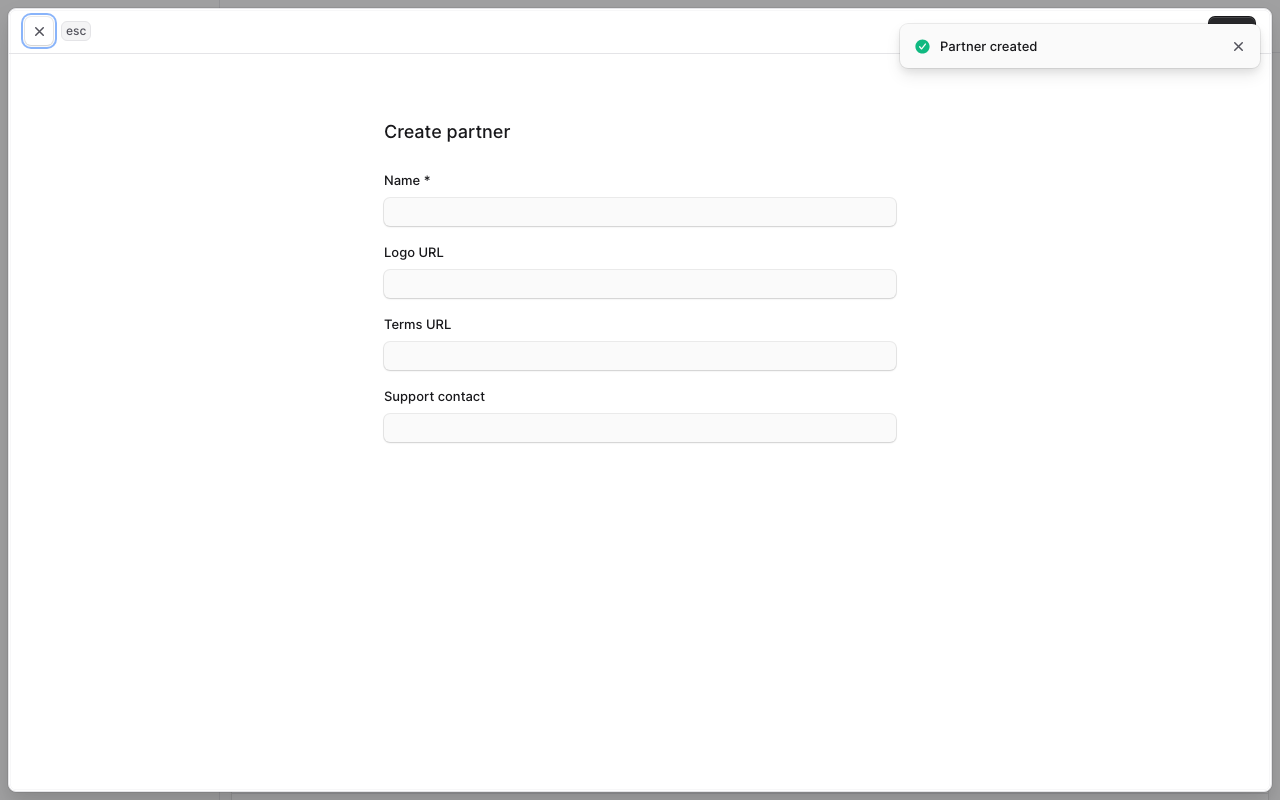 esc
Partner created
Create partner
Name *
Logo URL
Terms URL
Support contact